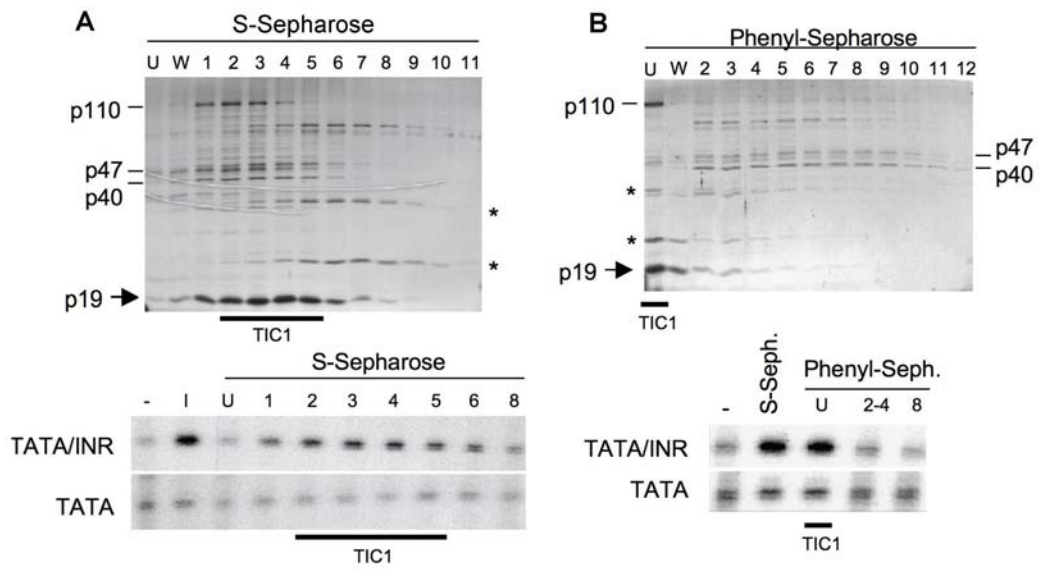 A
S-Sepharose
U W 1 2 3 4 5 6 7 8 9 10 11
p110
p47
p40
*
*
p19
TIC1
S-Sepharose
- I U 1 2 3 4 5 6 8
TATA/INR
TATA
TIC1
B
Phenyl-Sepharose
U W 2 3 4 5 6 7 8 9 10 11 12
p110
p47
p40
*
*
p19
TIC1
S-Seph.
Phenyl-Seph.
- U 2-4 8
TATA/INR
TATA
TIC1